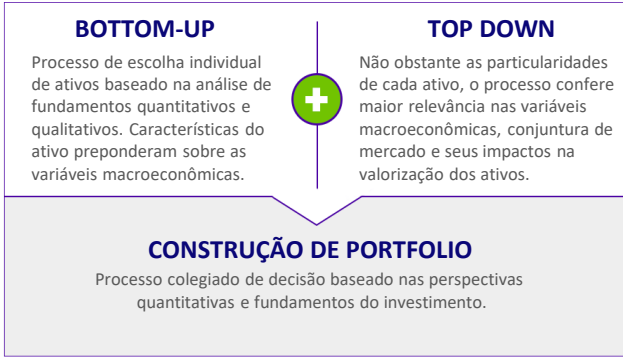 BOTTOM-UP
Processo de escolha individual
de ativos baseado na análise de
fundamentos quantitativos e
qualitativos. Características do
ativo preponderam sobre as
variáveis macroeconômicas.
TOP DOWN
Não obstante as particularidades
de cada ativo, o processo confere
maior relevância nas variáveis
macroeconômicas, conjuntura de
mercado e seus impactos na
valorização dos ativos.
CONSTRUÇÃO DE PORTFOLIO
Processo colegiado de decisão baseado nas perspectivas
quantitativas e fundamentos do investimento.